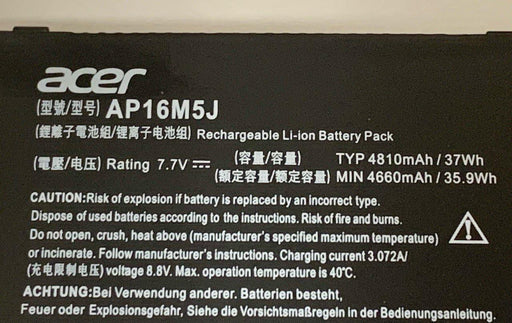 acer
(型號/型号) AP16M5J
(鋰離子電池組/锂离子电池组) Rechargeable Li-ion Battery Pack
(電壓/电压) Rating 7.7V⎓ (容量/容量) TYP 4810mAh / 37Wh
(額定容量/额定容量) MIN 4660mAh / 35.9Wh
CAUTION:Risk of explosion if battery is replaced by an incorrect type.
Dispose of used batteries according to the instructions. Risk of fire and burns.
Do not open, crush, heat above (manufacturer's specified maximum temperature)
or incinerate. Follow manufacturer's instructions. Charging current 3.072A/
(充电限制电压) voltage 8.8V. Max. operation temperature is 40℃.
ACHTUNG:Bei Verwendung anderer. Batterien besteht,
Feuer oder Explosionsgefahr, Siehe die Vorsichtsmaßregeln in der Bedienungsanleitung.